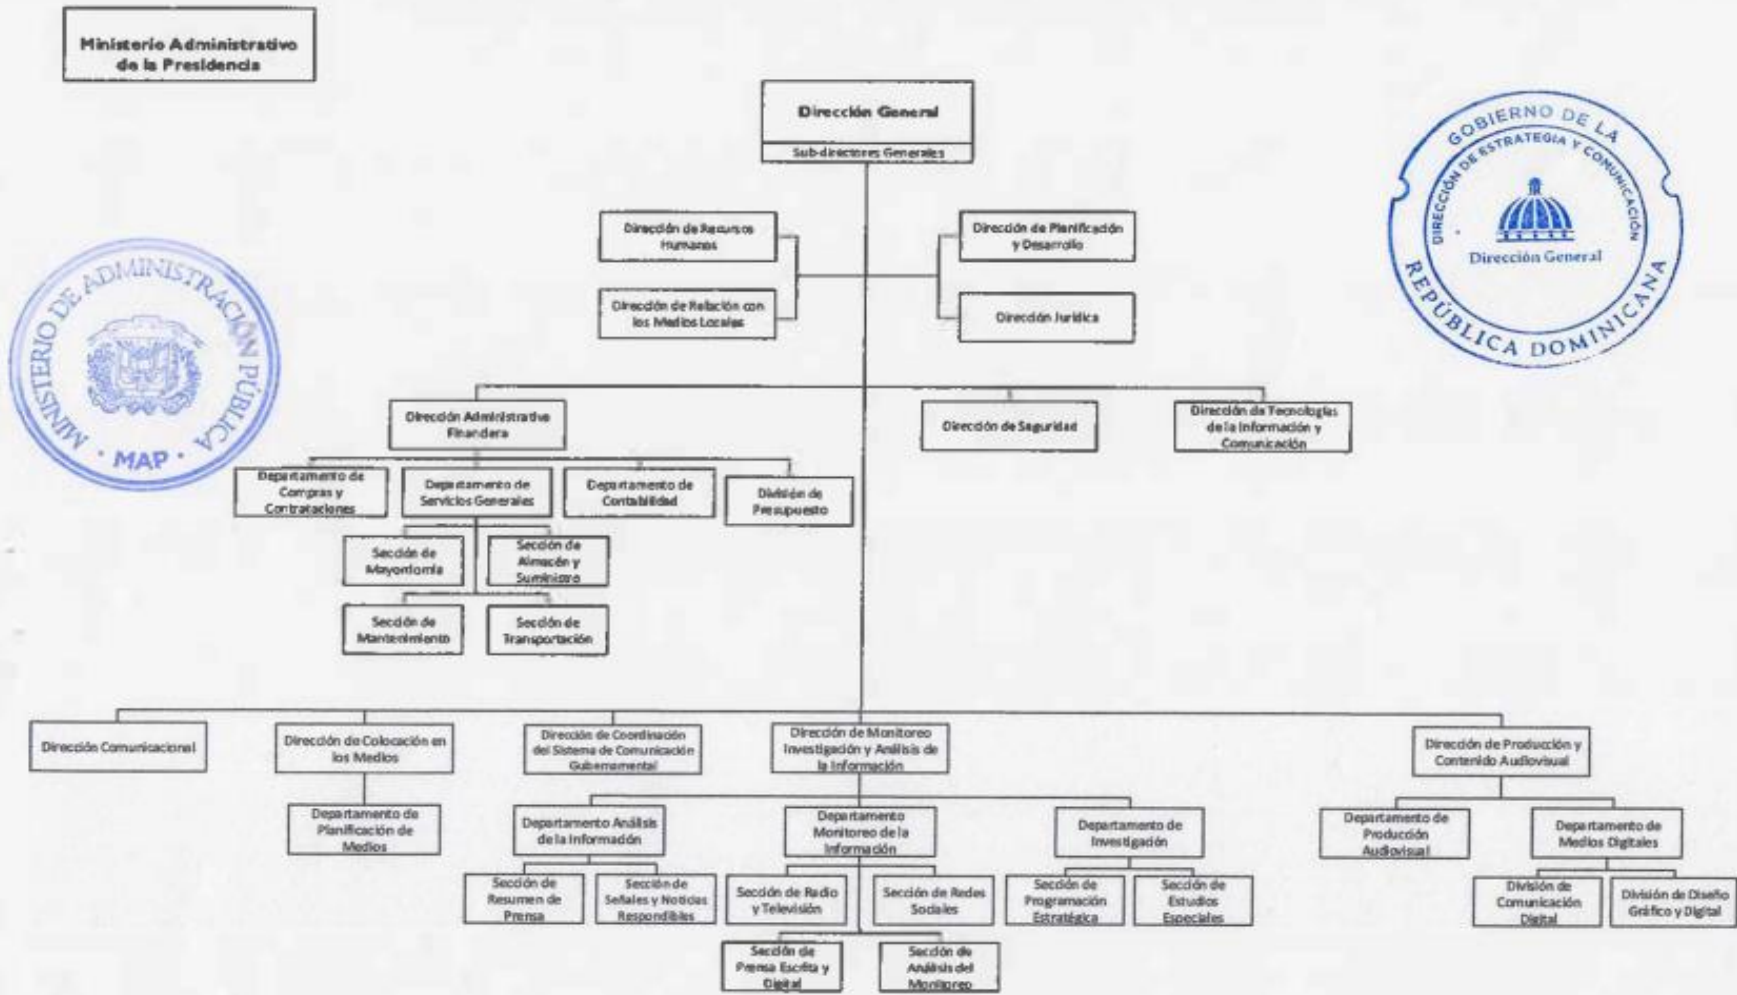 Ministerio Administrativo
de la Presidencia
Dirección General
Sub-directores Generales
GOBIERNO DE LA
REPÚBLICA DOMINICANA
DIRECCIÓN DE ESTRATEGIA Y COMUNICACIÓN
Dirección General
MINISTERIO DE ADMINISTRACIÓN PÚBLICA
· MAP ·
Dirección de Recursos
Humanos
Dirección de Planificación
y Desarrollo
Dirección de Relación con
los Medios Locales
Dirección Jurídica
Dirección Administrativa
Financiera
Dirección de Seguridad
Dirección de Tecnologías
de la Información y
Comunicación
Departamento de
Compras y
Contrataciones
Departamento de
Servicios Generales
Departamento de
Contabilidad
División de
Presupuesto
Sección de
Mayordomía
Sección de
Almacén y
Suministro
Sección de
Mantenimiento
Sección de
Transportación
Dirección Comunicacional
Dirección de Colocación en
los Medios
Dirección de Coordinación
del Sistema de Comunicación
Gubernamental
Dirección de Monitoreo
Investigación y Análisis de
la Información
Dirección de Producción y
Contenido Audiovisual
Departamento de
Planificación de
Medios
Departamento Análisis
de la Información
Departamento
Monitoreo de la
Información
Departamento de
Investigación
Departamento de
Producción
Audiovisual
Departamento de
Medios Digitales
Sección de
Resumen de
Prensa
Sección de
Señales y Noticias
Respondibles
Sección de Radio
y Televisión
Sección de Redes
Sociales
Sección de
Programación
Estratégica
Sección de
Estudios
Especiales
División de
Comunicación
Digital
División de Diseño
Gráfico y Digital
Sección de
Prensa Escrita y
Digital
Sección de
Análisis del
Monitoreo